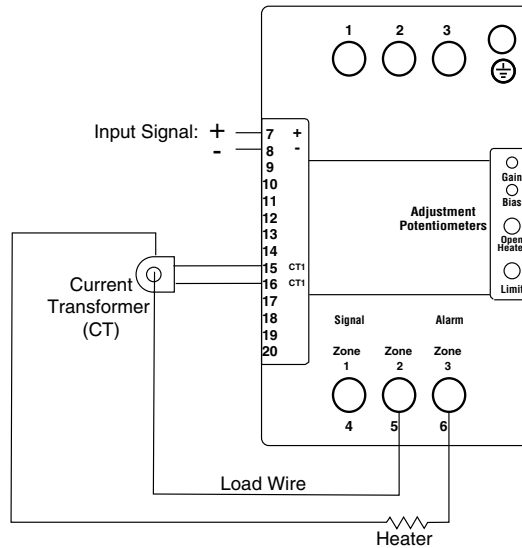 1 2 3
Input Signal: +
-
7 +
8 -
9
10
11
12
13
14
15 CT1
16 CT1
17
18
19
20
Gain
Bias
Adjustment
Potentiometers
Open
Heater
Limit
Current
Transformer
(CT)
Signal Alarm
Zone Zone Zone
1 2 3
4 5 6
Load Wire
Heater